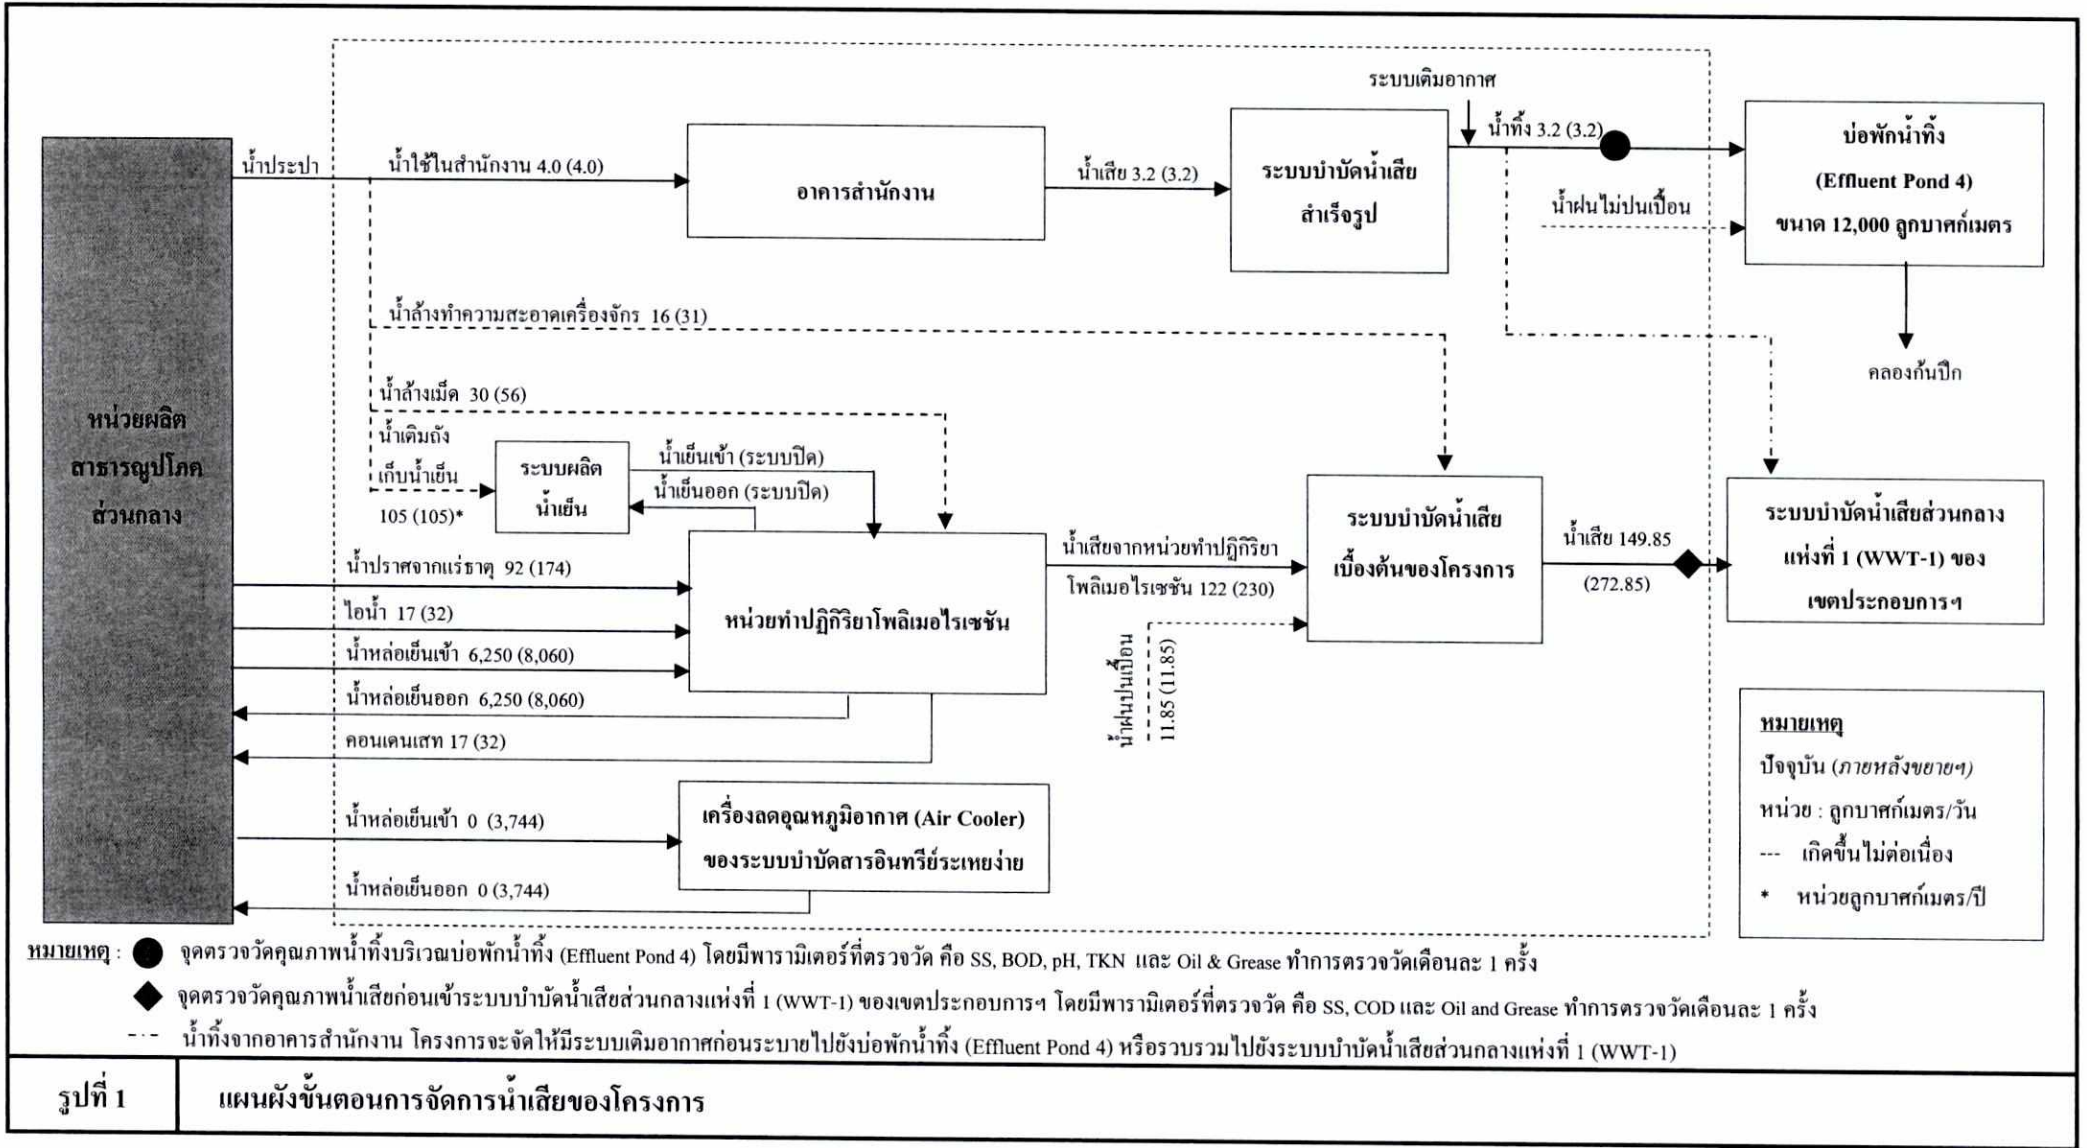 ระบบเติมอากาศ
น้ำประปา
น้ำใช้ในสำนักงาน 4.0 (4.0)
อาคารสำนักงาน
น้ำเสีย 3.2 (3.2)
ระบบบำบัดน้ำเสีย
สำเร็จรูป
น้ำทิ้ง 3.2 (3.2)
น้ำฝนไม่ปนเปื้อน
บ่อพักน้ำทิ้ง
(Effluent Pond 4)
ขนาด 12,000 ลูกบาศก์เมตร
คลองก้นปึก
หน่วยผลิต
สาธารณูปโภค
ส่วนกลาง
น้ำล้างทำความสะอาดเครื่องจักร 16 (31)
น้ำล้างเม็ด 30 (56)
น้ำเติมถัง
เก็บน้ำเย็น
105 (105)*
ระบบผลิต
น้ำเย็น
น้ำเย็นเข้า (ระบบปิด)
น้ำเย็นออก (ระบบปิด)
น้ำปราศจากแร่ธาตุ 92 (174)
ไอน้ำ 17 (32)
น้ำหล่อเย็นเข้า 6,250 (8,060)
น้ำหล่อเย็นออก 6,250 (8,060)
คอนเดนเสท 17 (32)
หน่วยทำปฏิกิริยาโพลิเมอไรเซชัน
น้ำเสียจากหน่วยทำปฏิกิริยา
โพลิเมอไรเซชัน 122 (230)
น้ำฝนปนเปื้อน
11.85 (11.85)
ระบบบำบัดน้ำเสีย
เบื้องต้นของโครงการ
น้ำเสีย 149.85
(272.85)
ระบบบำบัดน้ำเสียส่วนกลาง
แห่งที่ 1 (WWT-1) ของ
เขตประกอบการฯ
น้ำหล่อเย็นเข้า 0 (3,744)
น้ำหล่อเย็นออก 0 (3,744)
เครื่องลดอุณหภูมิอากาศ (Air Cooler)
ของระบบบำบัดสารอินทรีย์ระเหยง่าย
หมายเหตุ
ปัจจุบัน (ภายหลังขยายฯ)
หน่วย : ลูกบาศก์เมตร/วัน
--- เกิดขึ้นไม่ต่อเนื่อง
* หน่วยลูกบาศก์เมตร/ปี
หมายเหตุ : ● จุดตรวจวัดคุณภาพน้ำทิ้งบริเวณบ่อพักน้ำทิ้ง (Effluent Pond 4) โดยมีพารามิเตอร์ที่ตรวจวัด คือ SS, BOD, pH, TKN และ Oil & Grease ทำการตรวจวัดเดือนละ 1 ครั้ง
◆ จุดตรวจวัดคุณภาพน้ำเสียก่อนเข้าระบบบำบัดน้ำเสียส่วนกลางแห่งที่ 1 (WWT-1) ของเขตประกอบการฯ โดยมีพารามิเตอร์ที่ตรวจวัด คือ SS, COD และ Oil and Grease ทำการตรวจวัดเดือนละ 1 ครั้ง
-·-- น้ำทิ้งจากอาคารสำนักงาน โครงการจะจัดให้มีระบบเติมอากาศก่อนระบายไปยังบ่อพักน้ำทิ้ง (Effluent Pond 4) หรือรวบรวมไปยังระบบบำบัดน้ำเสียส่วนกลางแห่งที่ 1 (WWT-1)
รูปที่ 1
แผนผังขั้นตอนการจัดการน้ำเสียของโครงการ